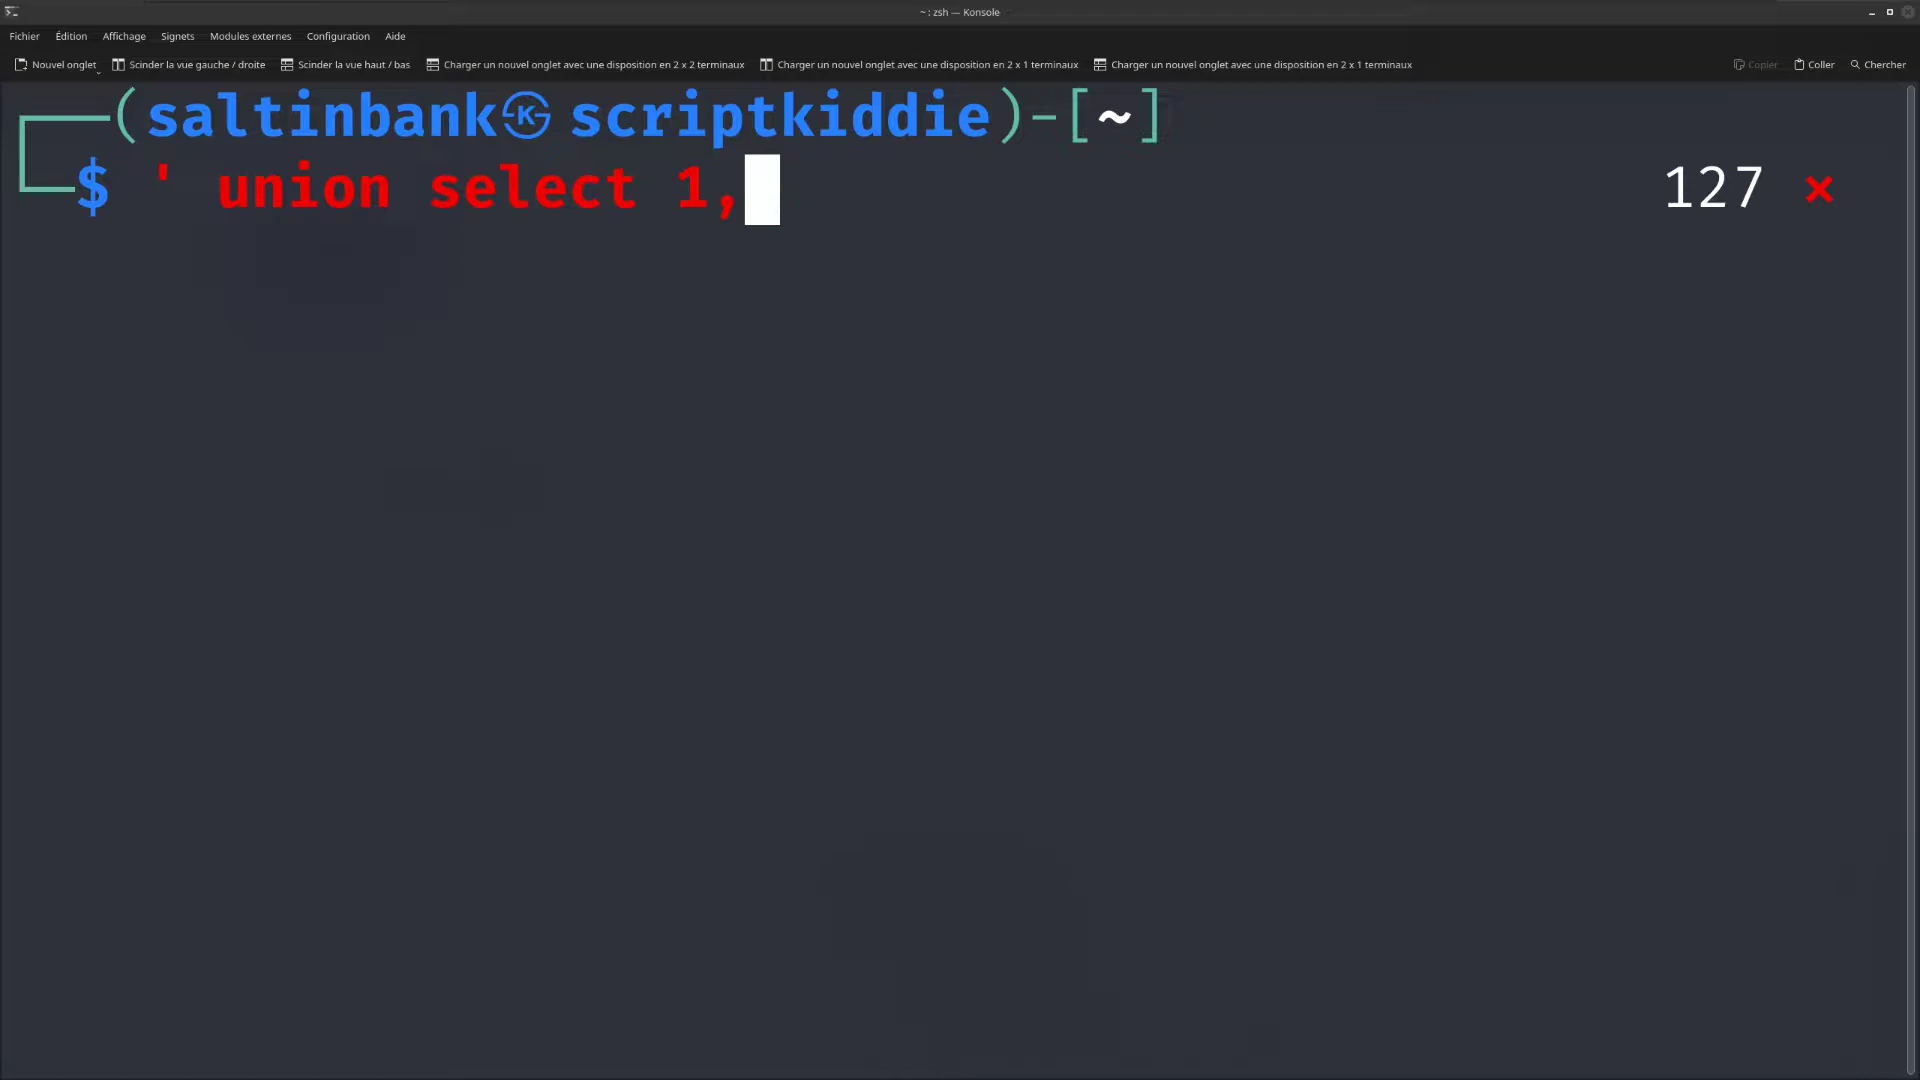 ~ : zsh — Konsole
Fichier Édition Affichage Signets Modules externes Configuration Aide
Nouvel onglet Scinder la vue gauche / droite Scinder la vue haut / bas Charger un nouvel onglet avec une disposition en 2 x 2 terminaux Charger un nouvel onglet avec une disposition en 2 x 1 terminaux Charger un nouvel onglet avec une disposition en 2 x 1 terminaux Copier Coller Chercher
┌──(saltinbank㉿scriptkiddie)-[~]
└─$ ' union select 1, 127 ⨯